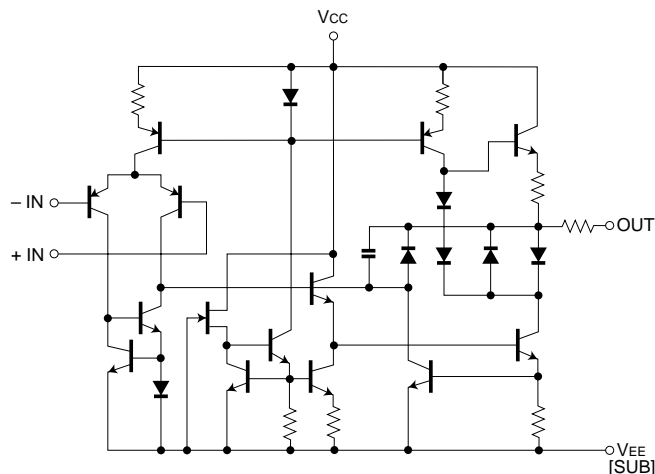 VCC
– IN
+ IN
OUT
VEE
[SUB]